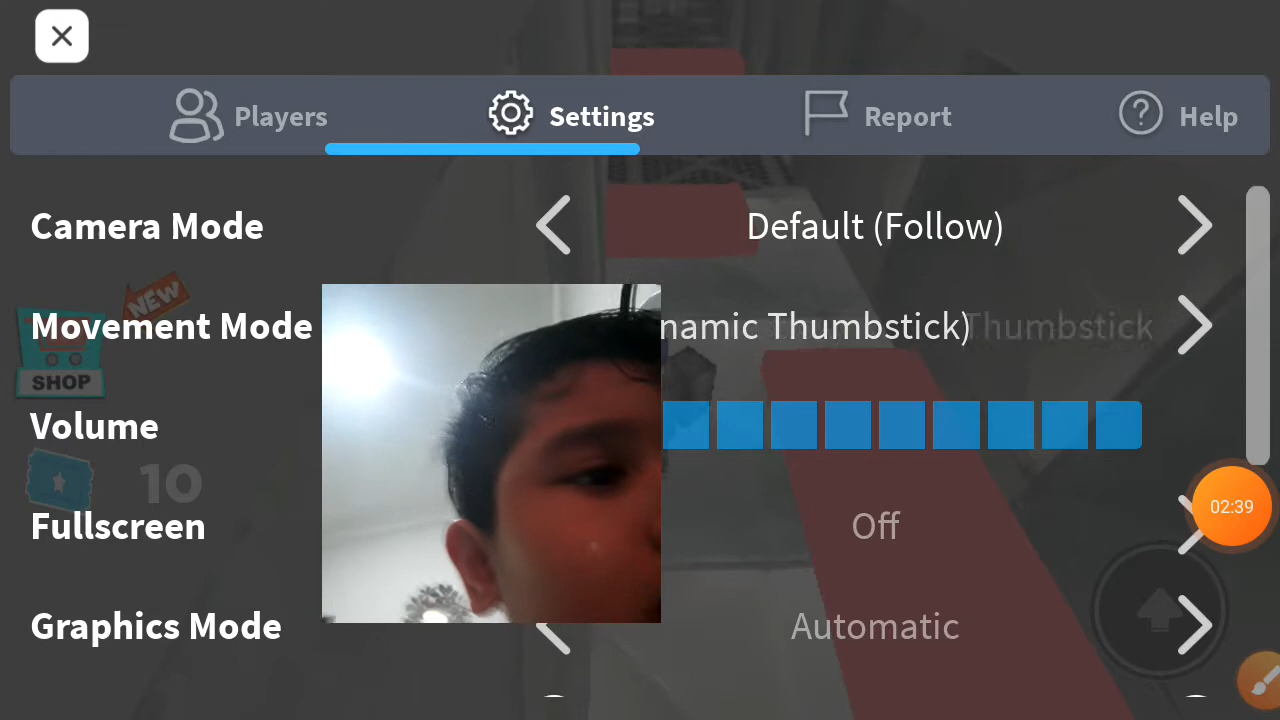 Players Settings Report Help
Camera Mode Default (Follow)
NEW
Movement Mode namic Thumbstick) Thumbstick
SHOP
Volume
10
02:39
Fullscreen Off
Graphics Mode Automatic